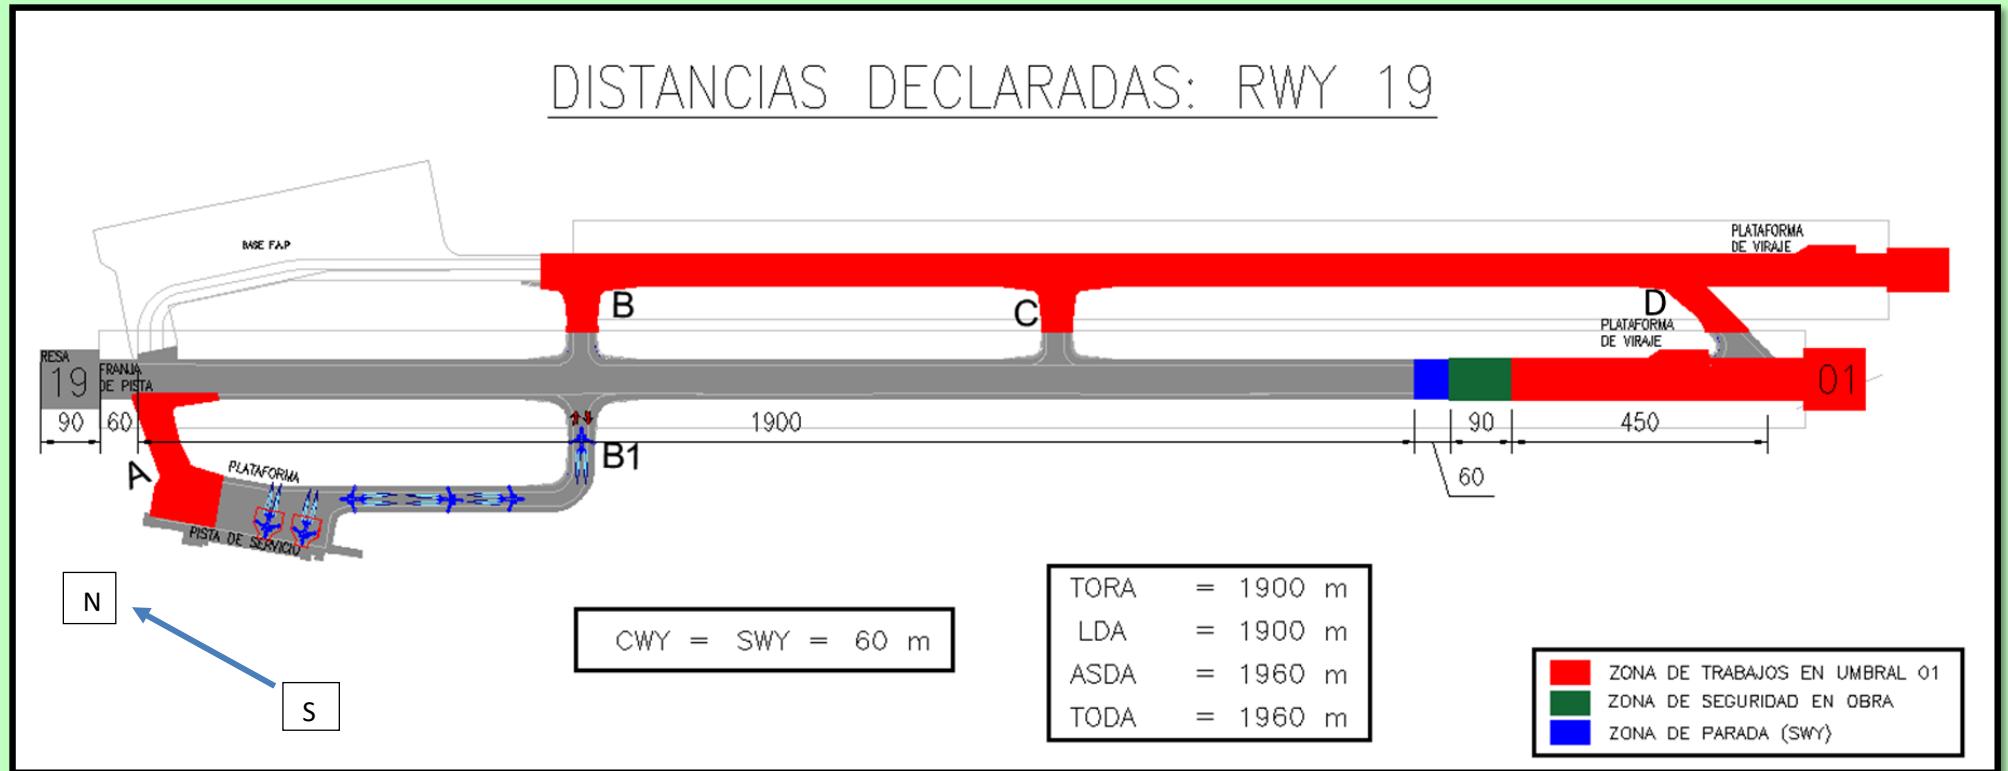 DISTANCIAS DECLARADAS: RWY 19
BASE F.A.P
PLATAFORMA
DE VIRAJE
B
C
D
PLATAFORMA
DE VIRAJE
RESA
19
FRANJA
DE PISTA
01
90
60
1900
90
450
60
A
B1
PLATAFORMA
PISTA DE SERVICIO
N
S
CWY = SWY = 60 m
TORA = 1900 m
LDA = 1900 m
ASDA = 1960 m
TODA = 1960 m
ZONA DE TRABAJOS EN UMBRAL 01
ZONA DE SEGURIDAD EN OBRA
ZONA DE PARADA (SWY)